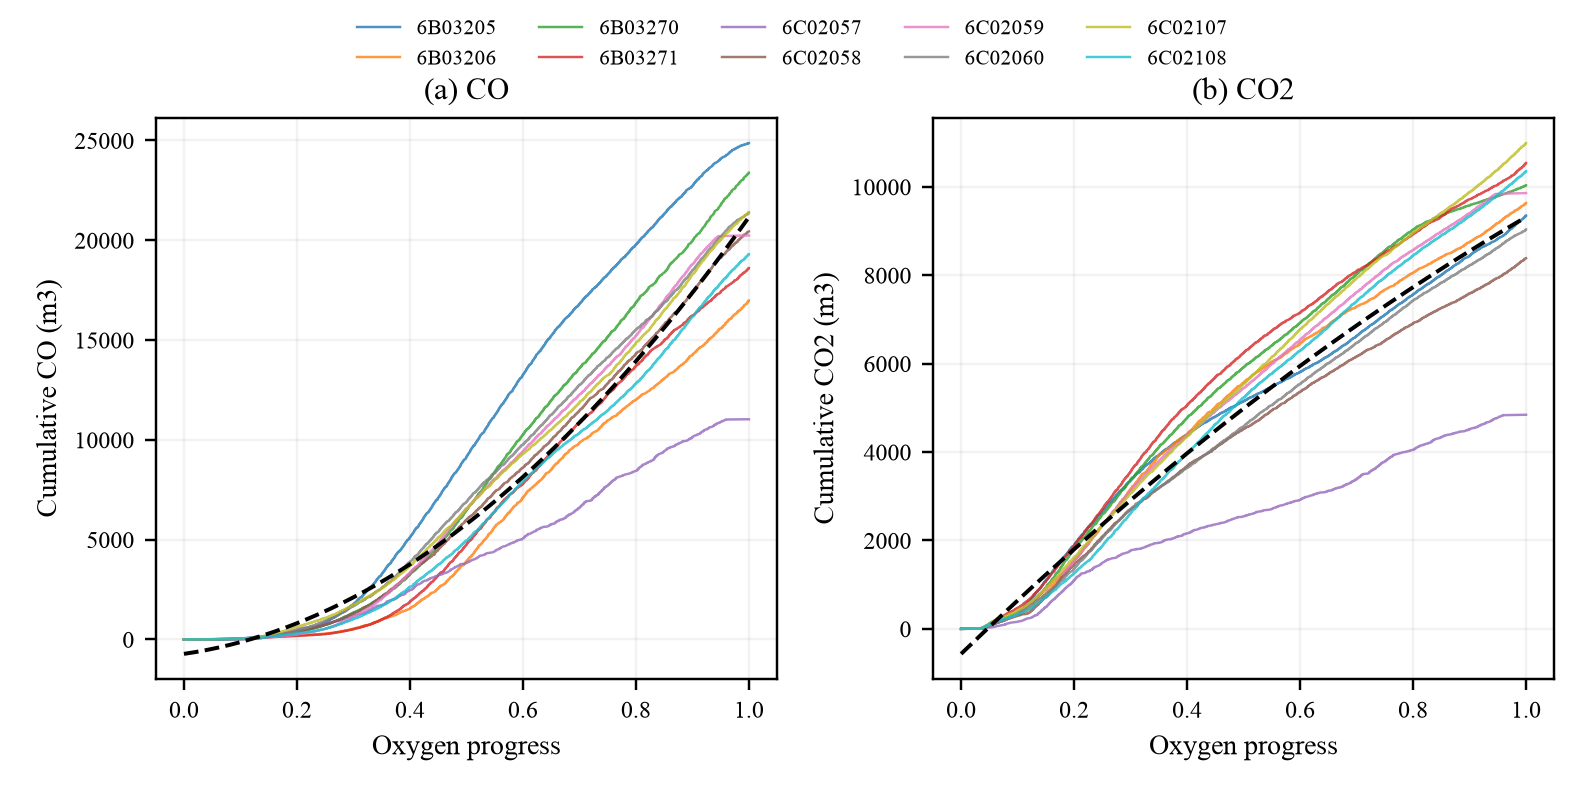 6B03205 6B03270 6C02057 6C02059 6C02107
6B03206 6B03271 6C02058 6C02060 6C02108
(a) CO
25000
20000
15000
10000
5000
0
Cumulative CO (m3)
0.0 0.2 0.4 0.6 0.8 1.0
Oxygen progress
(b) CO2
10000
8000
6000
4000
2000
0
Cumulative CO2 (m3)
0.0 0.2 0.4 0.6 0.8 1.0
Oxygen progress